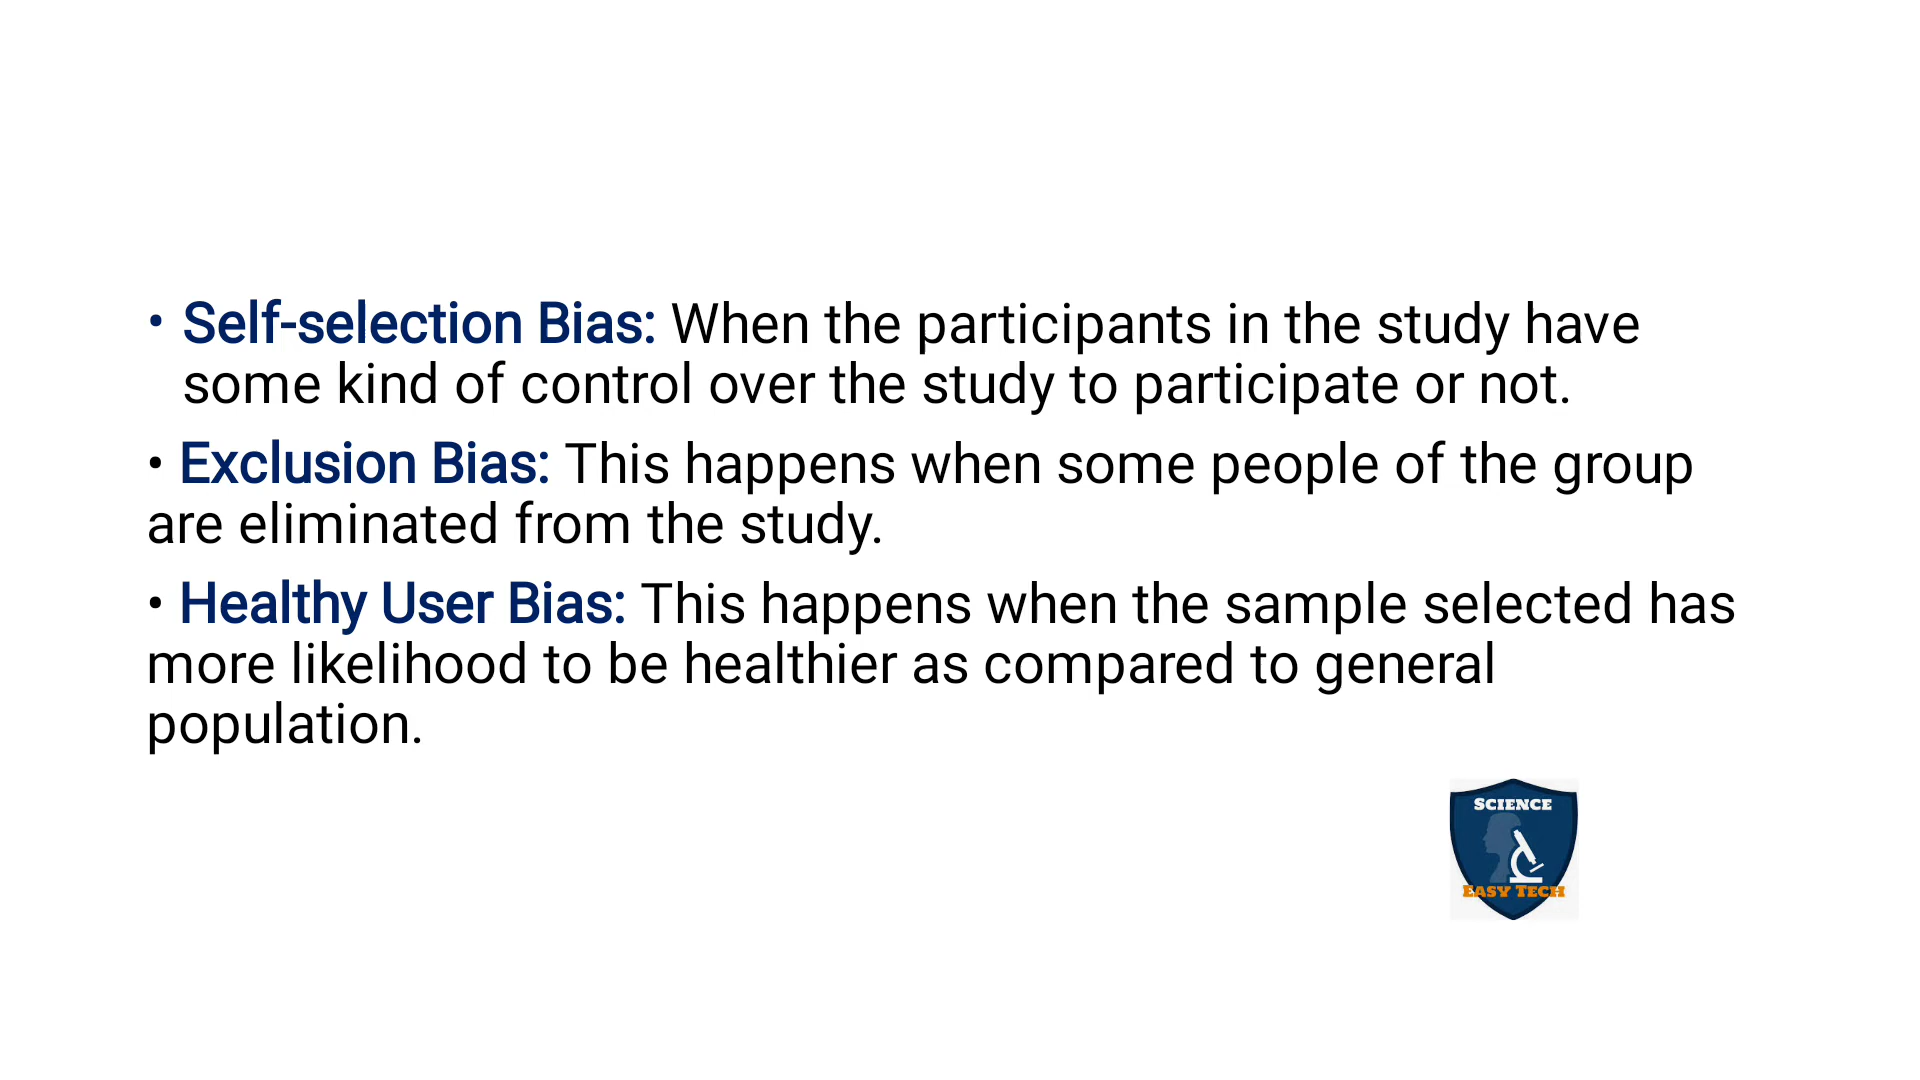 • Self-selection Bias: When the participants in the study have
some kind of control over the study to participate or not.
• Exclusion Bias: This happens when some people of the group
are eliminated from the study.
• Healthy User Bias: This happens when the sample selected has
more likelihood to be healthier as compared to general
population.
SCIENCE
EASY TECH